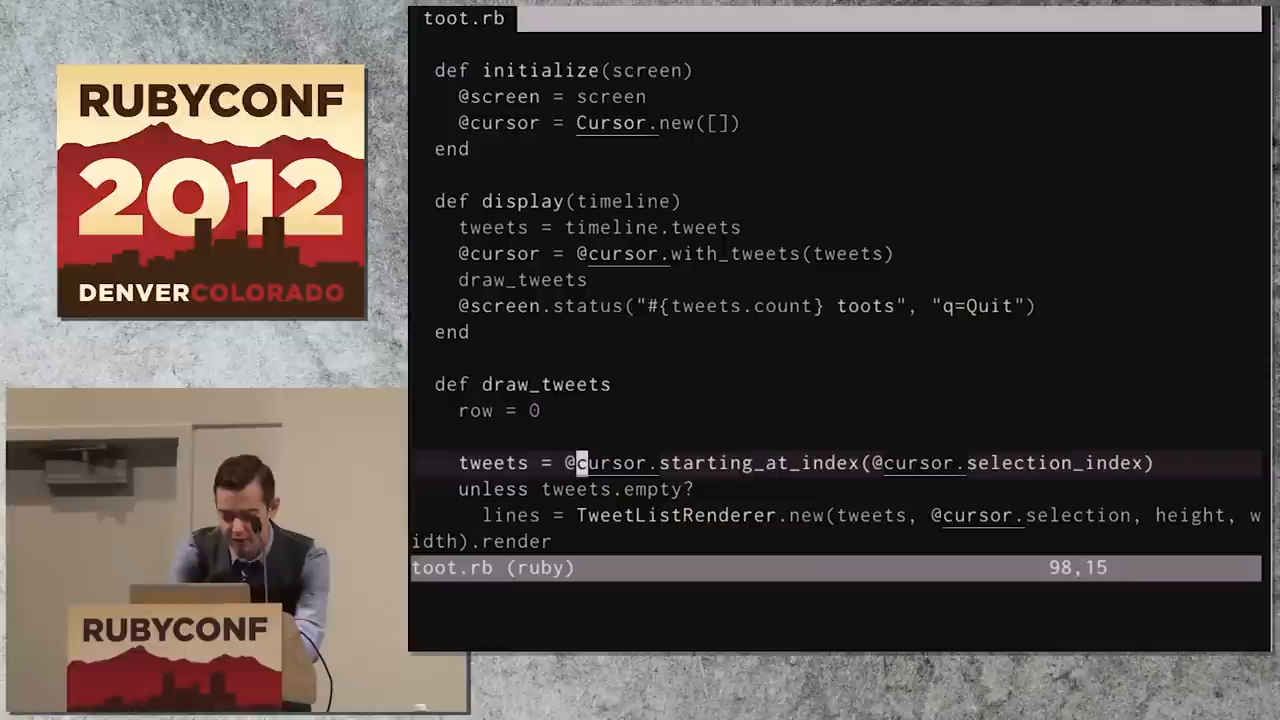 RUBYCONF
2012
DENVERCOLORADO
RUBYCONF
toot.rb
def initialize(screen)
@screen = screen
@cursor = Cursor.new([])
end
def display(timeline)
tweets = timeline.tweets
@cursor = @cursor.with_tweets(tweets)
draw_tweets
@screen.status("#{tweets.count} toots", "q=Quit")
end
def draw_tweets
row = 0
tweets = @cursor.starting_at_index(@cursor.selection_index)
unless tweets.empty?
lines = TweetListRenderer.new(tweets, @cursor.selection, height, w
idth).render
toot.rb (ruby) 98,15